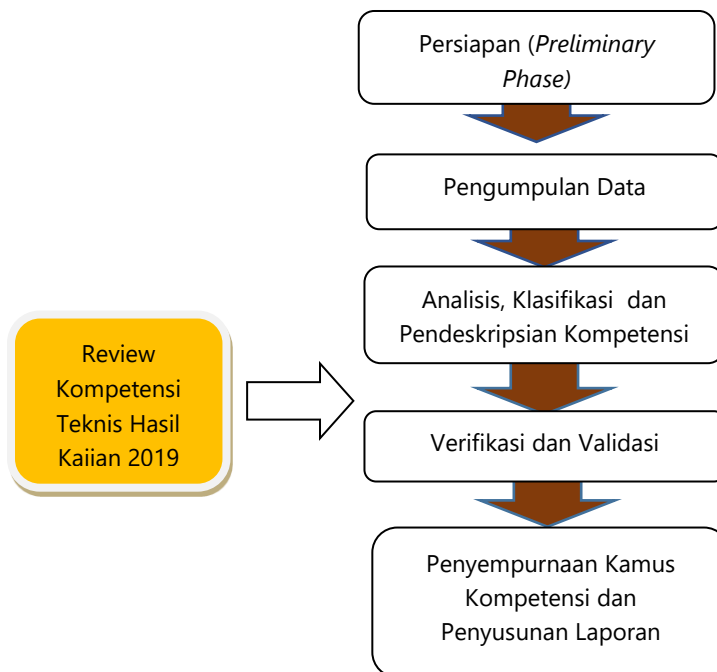 Persiapan (Preliminary
Phase)
Pengumpulan Data
Analisis, Klasifikasi dan
Pendeskripsian Kompetensi
Review
Kompetensi
Teknis Hasil
Kaiian 2019
Verifikasi dan Validasi
Penyempurnaan Kamus
Kompetensi dan
Penyusunan Laporan